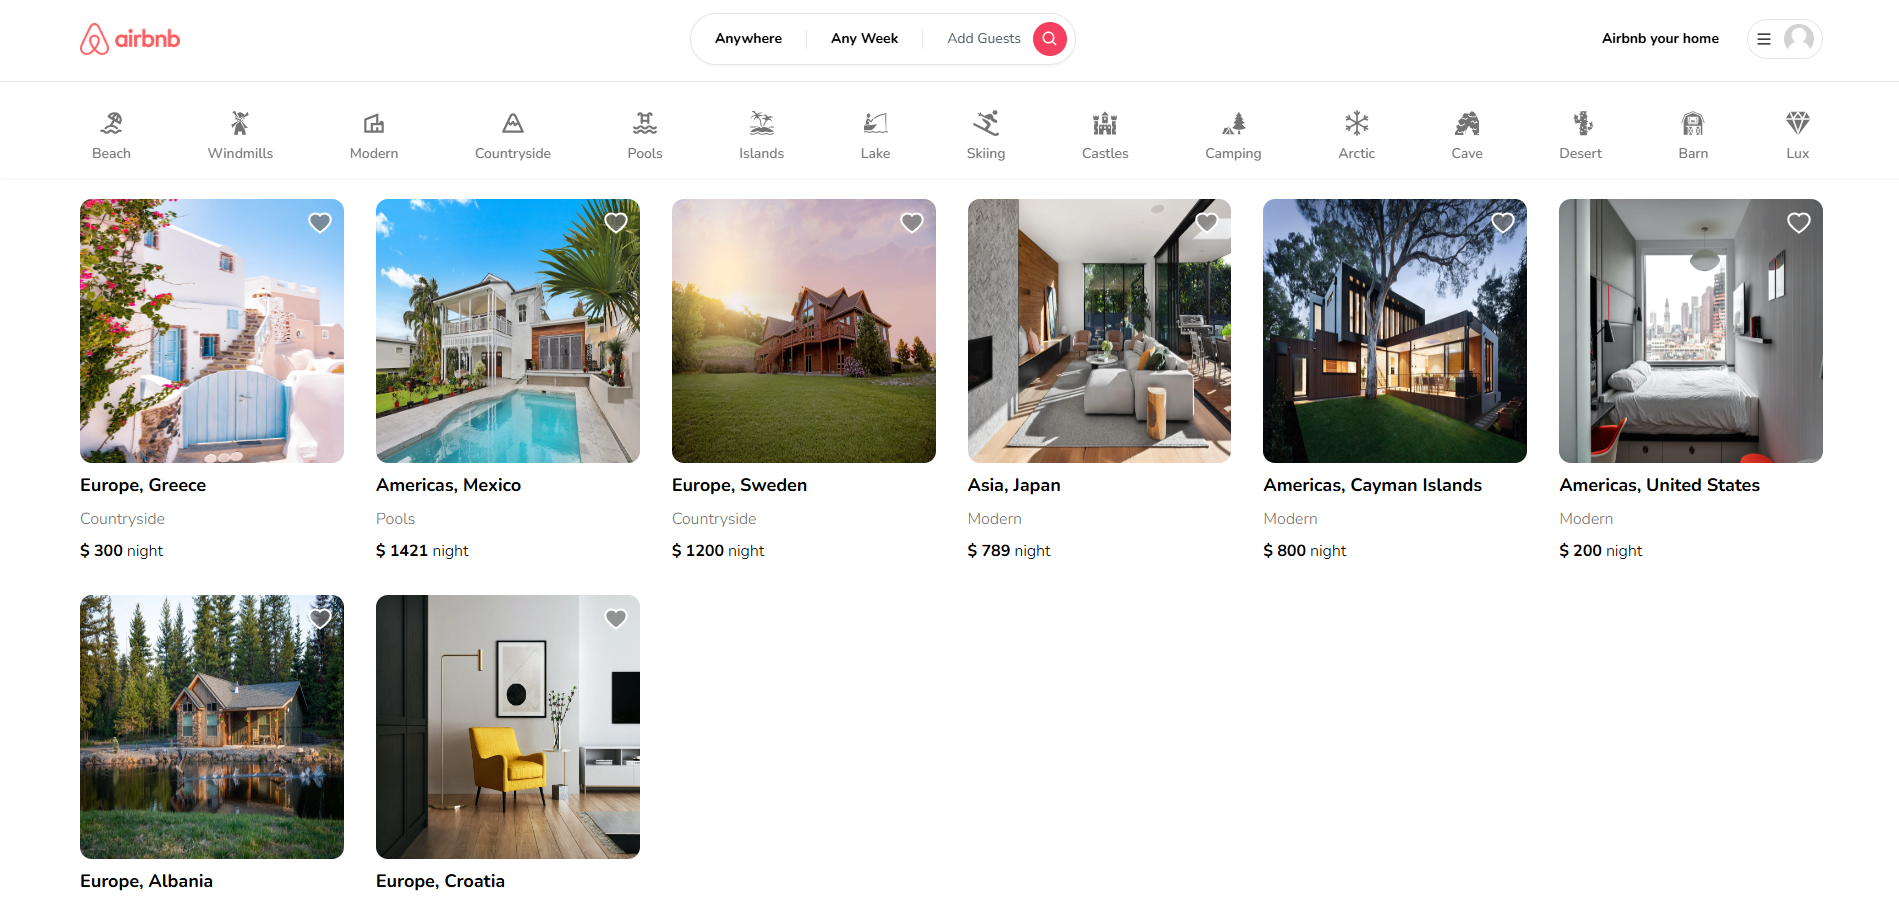 airbnb
Anywhere Any Week Add Guests
Airbnb your home
Beach Windmills Modern Countryside Pools Islands Lake Skiing Castles Camping Arctic Cave Desert Barn Lux
Europe, Greece
Countryside
$ 300 night
Americas, Mexico
Pools
$ 1421 night
Europe, Sweden
Countryside
$ 1200 night
Asia, Japan
Modern
$ 789 night
Americas, Cayman Islands
Modern
$ 800 night
Americas, United States
Modern
$ 200 night
Europe, Albania
Europe, Croatia